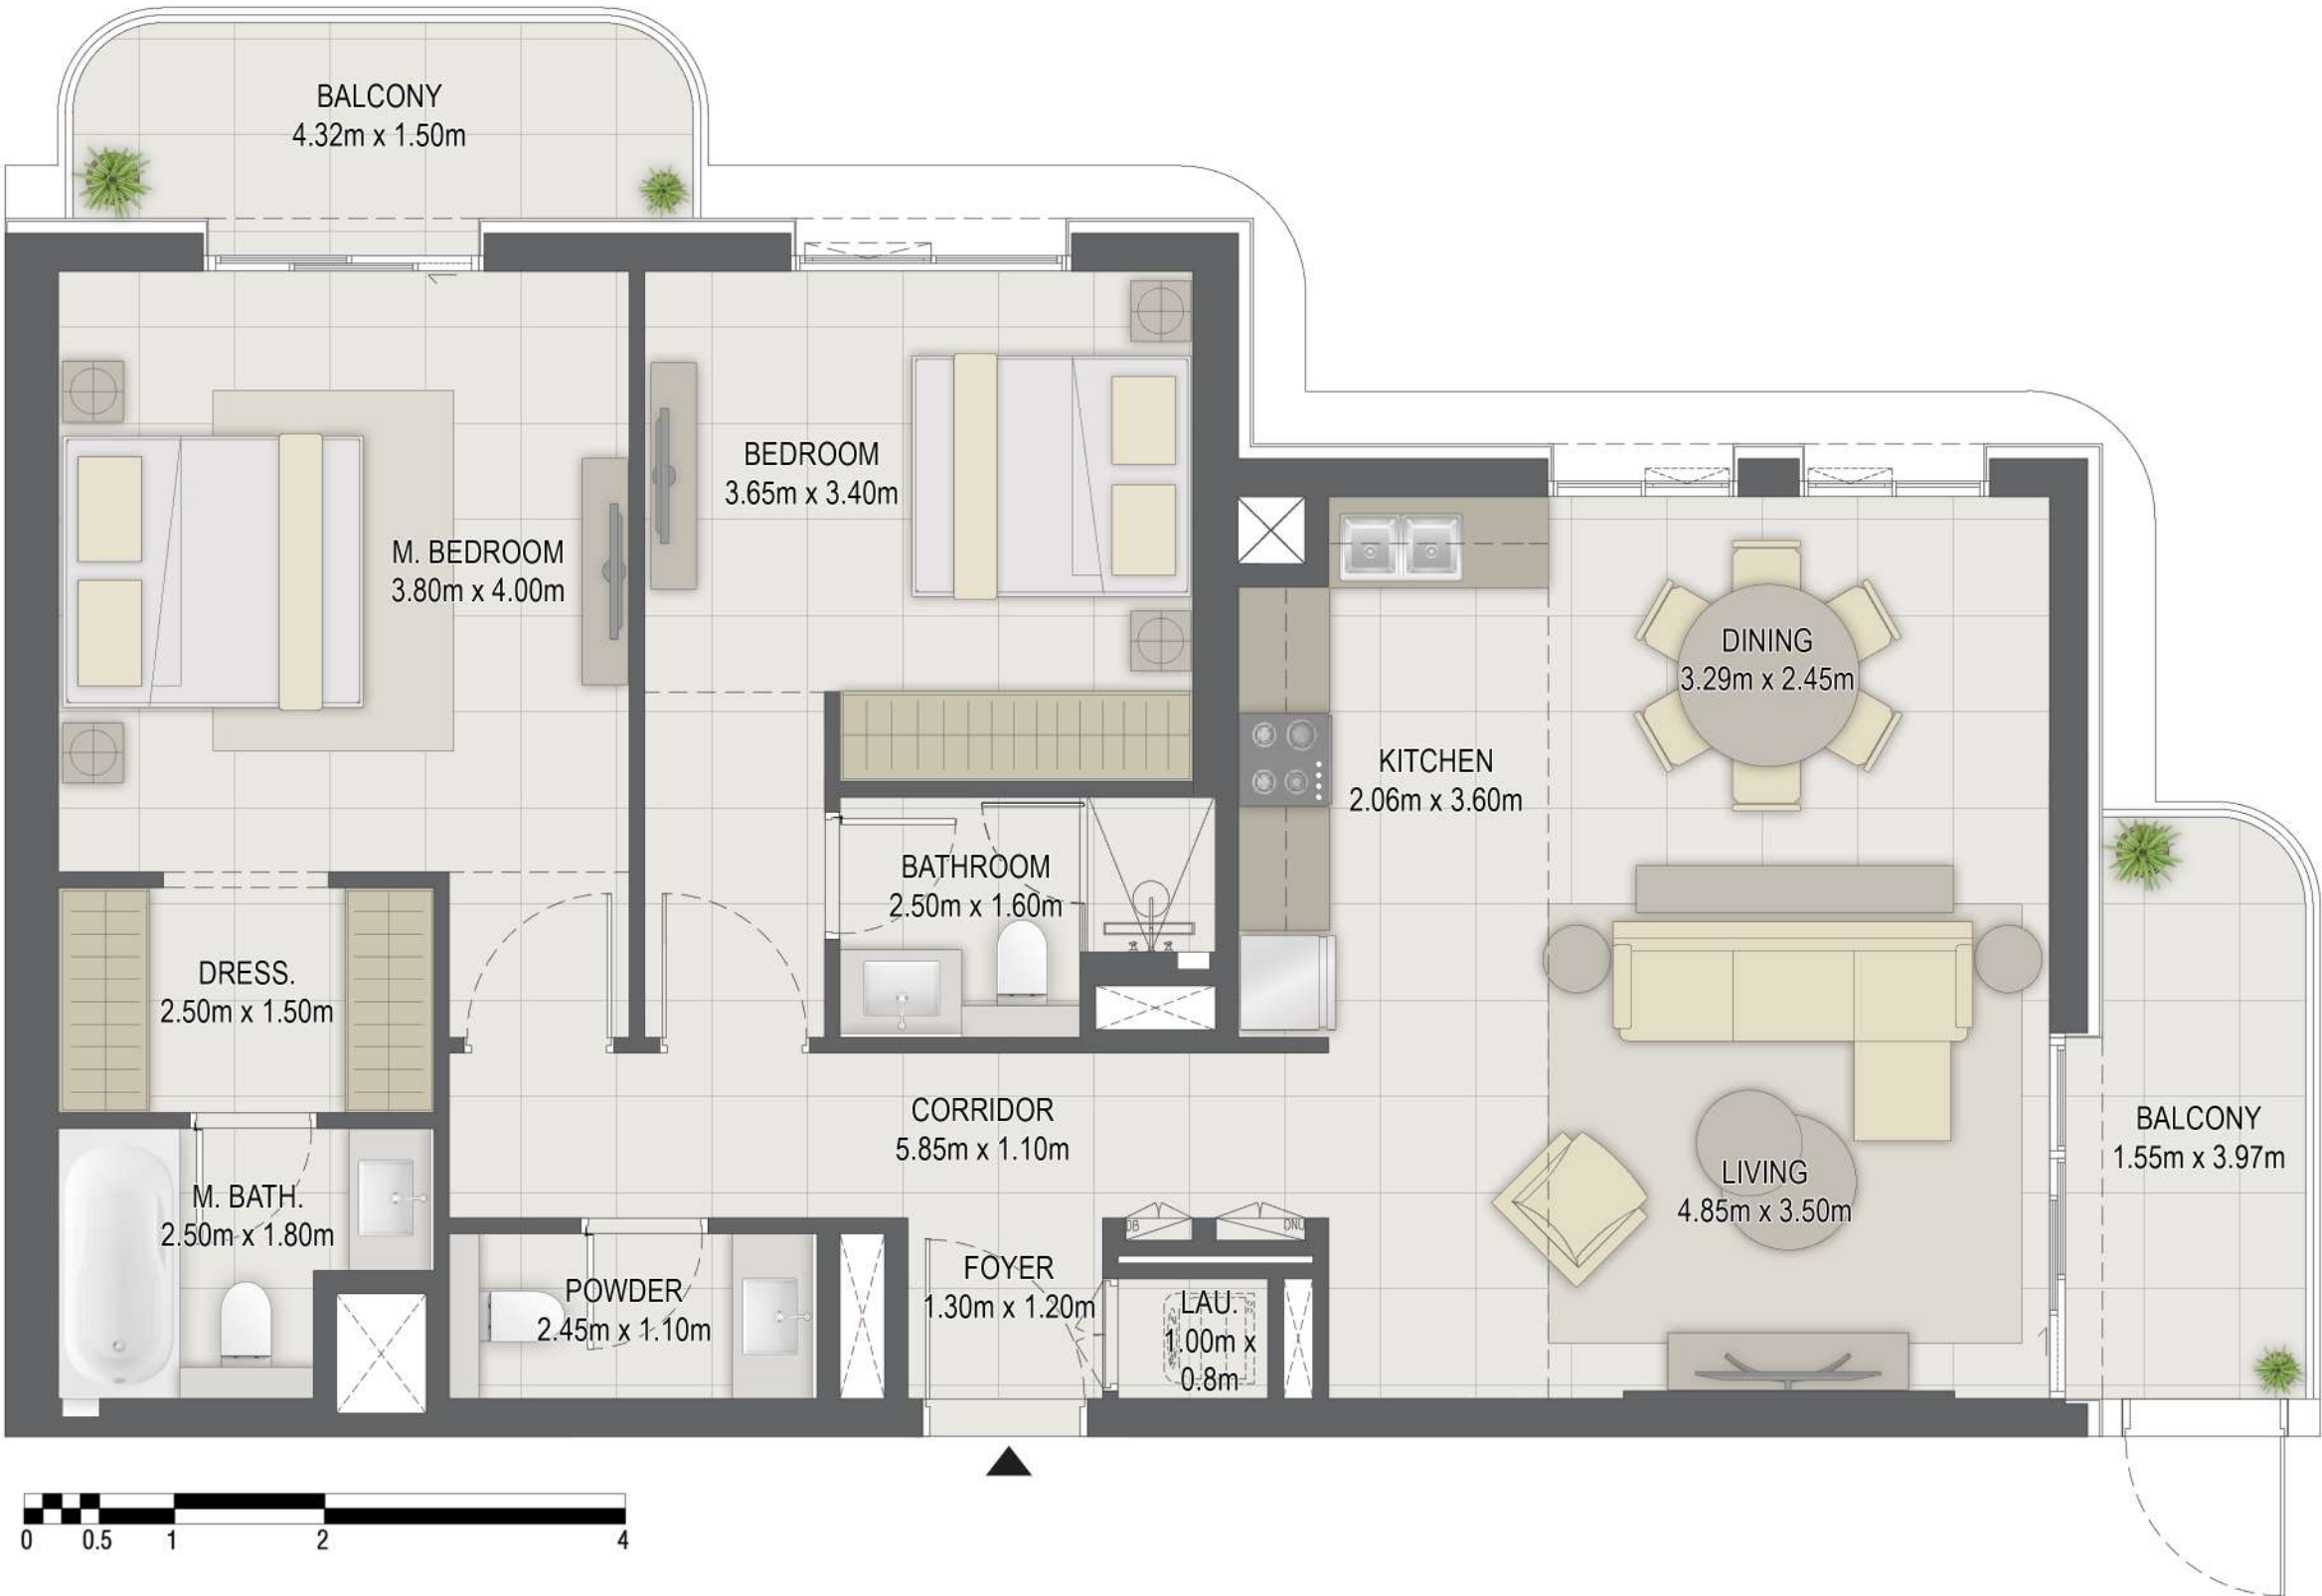 BALCONY
4.32m x 1.50m
BEDROOM
3.65m x 3.40m
M. BEDROOM
3.80m x 4.00m
DINING
3.29m x 2.45m
KITCHEN
2.06m x 3.60m
BATHROOM
2.50m x 1.60m
DRESS.
2.50m x 1.50m
CORRIDOR
5.85m x 1.10m
BALCONY
1.55m x 3.97m
LIVING
4.85m x 3.50m
M. BATH.
2.50m x 1.80m
DB
DNU
FOYER
1.30m x 1.20m
POWDER
2.45m x 1.10m
LAU.
1.00m x
0.8m
0 0.5 1 2 4